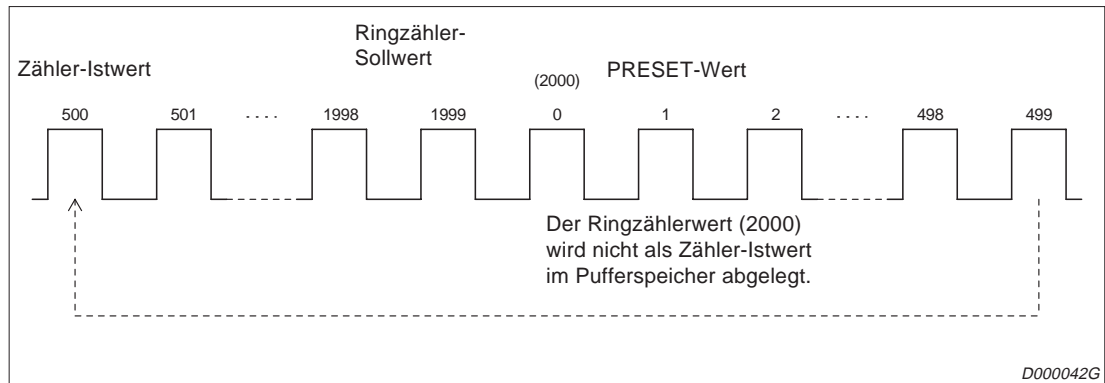 Ringzähler-
Sollwert
Zähler-Istwert
PRESET-Wert
(2000)
500 501 . . . . 1998 1999 0 1 2 . . . . 498 499
Der Ringzählerwert (2000)
wird nicht als Zähler-Istwert
im Pufferspeicher abgelegt.
D000042G